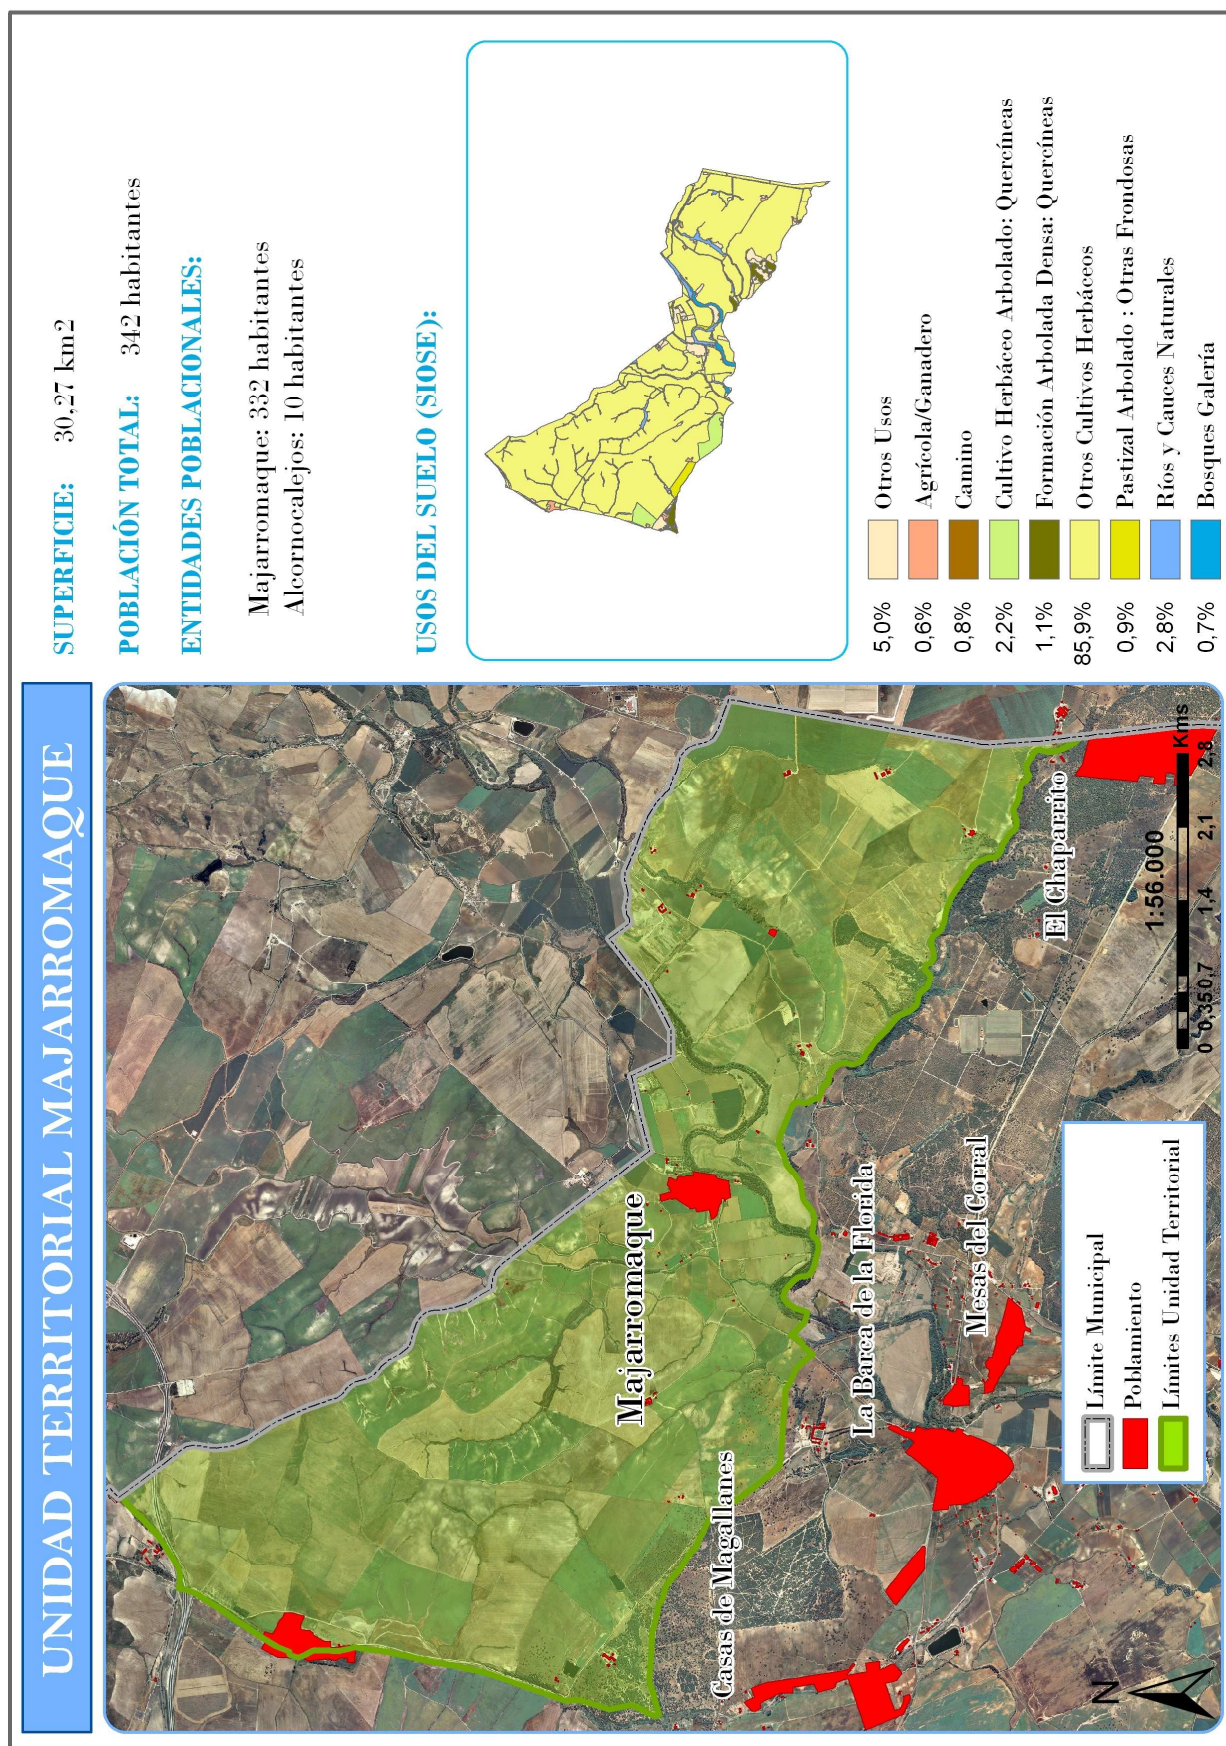 UNIDAD TERRITORIAL MAJARROMAQUE
SUPERFICIE: 30,27 km2
POBLACIÓN TOTAL: 342 habitantes
ENTIDADES POBLACIONALES:
Majarromaque: 332 habitantes
Alcornocalejos: 10 habitantes
USOS DEL SUELO (SIOSE):
5,0% Otros Usos
0,6% Agrícola/Ganadero
0,8% Camino
2,2% Cultivo Herbáceo Arbolado: Quercíneas
1,1% Formación Arbolada Densa: Quercíneas
85,9% Otros Cultivos Herbáceos
0,9% Pastizal Arbolado : Otras Frondosas
2,8% Ríos y Cauces Naturales
0,7% Bosques Galería
Majarromaque
Casas de Magallanes
La Barca de la Florida
Mesas del Corral
El Chaparrito
N
Límite Municipal
Poblamiento
Límites Unidad Territorial
1:56.000
0 0,350,7 1,4 2,1 2,8
Kms